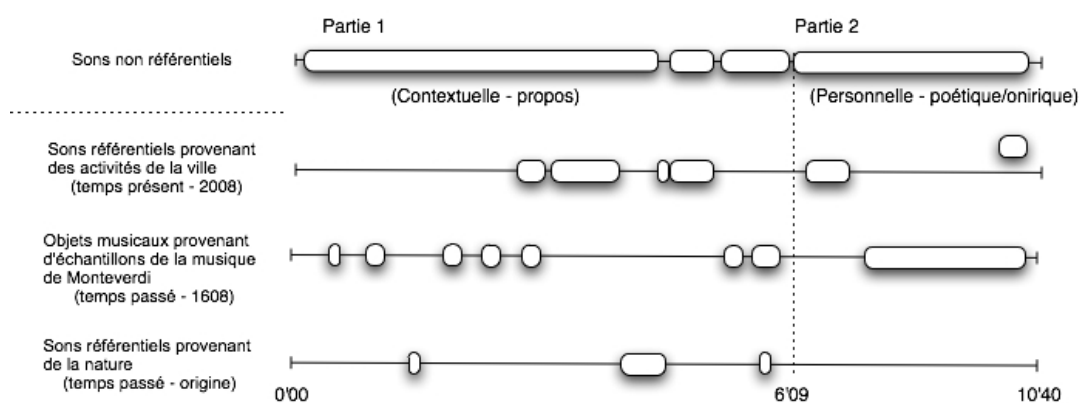 Partie 1
Partie 2
Sons non référentiels
(Contextuelle - propos)
(Personnelle - poétique/onirique)
Sons référentiels provenant
des activités de la ville
(temps présent - 2008)
Objets musicaux provenant
d'échantillons de la musique
de Monteverdi
(temps passé - 1608)
Sons référentiels provenant
de la nature
(temps passé - origine)
0'00
6'09
10'40